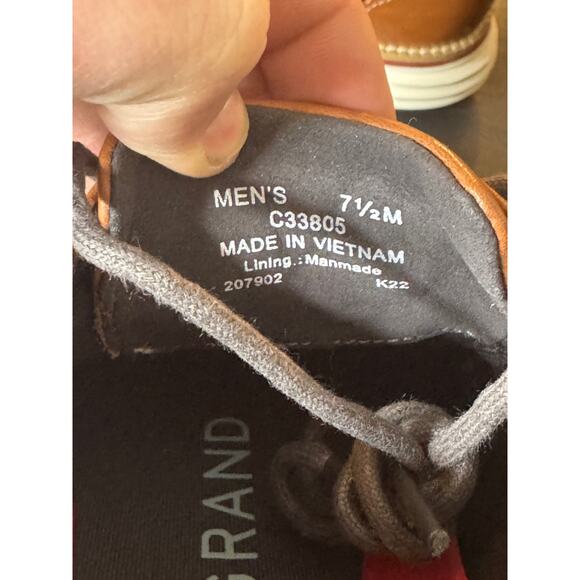 MEN'S 7½M
C33805
MADE IN VIETNAM
Lining.:Manmade
207902 K22
GRAND